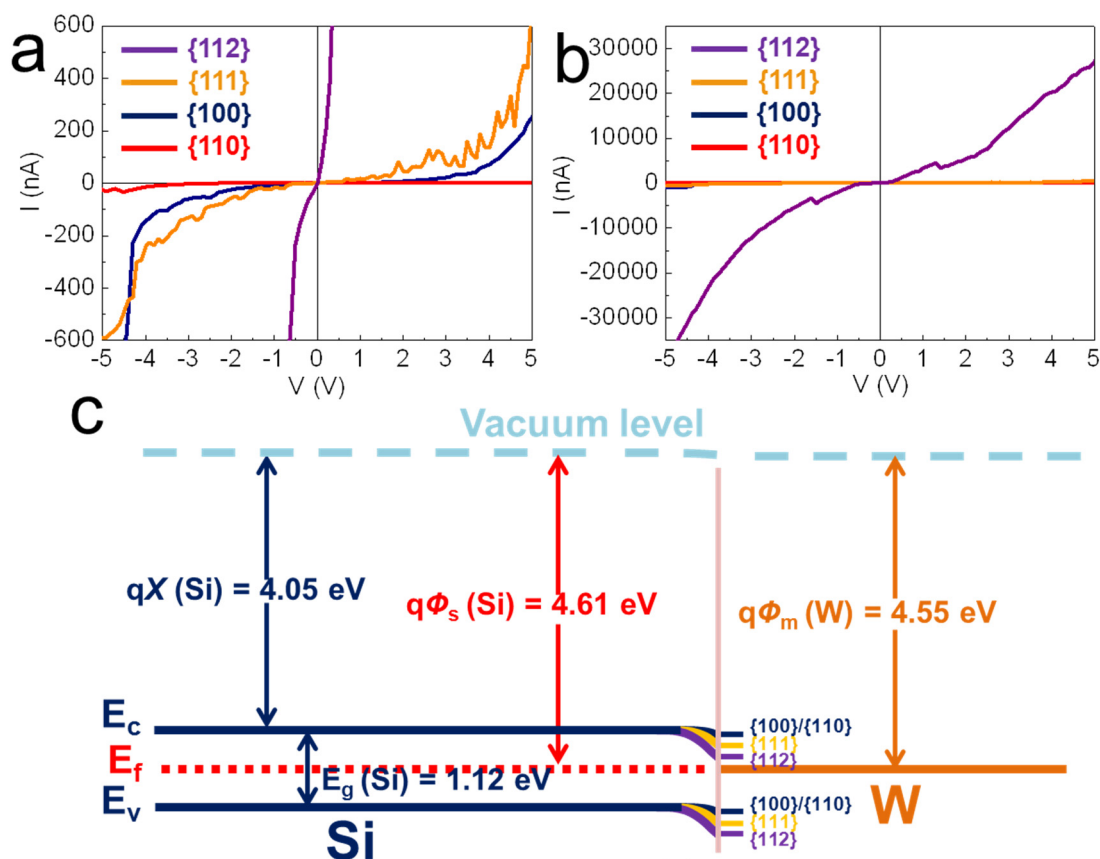 a
{112}
{111}
{100}
{110}
I (nA)
600
400
200
0
-200
-400
-600
-5 -4 -3 -2 -1 0 1 2 3 4 5
V (V)
b
{112}
{111}
{100}
{110}
I (nA)
30000
20000
10000
0
-10000
-20000
-30000
-5 -4 -3 -2 -1 0 1 2 3 4 5
V (V)
c
Vacuum level
qX (Si) = 4.05 eV
qΦs (Si) = 4.61 eV
qΦm (W) = 4.55 eV
Ec
{100}/{110}
{111}
{112}
Ef
Eg (Si) = 1.12 eV
W
Ev
{100}/{110}
{111}
{112}
Si